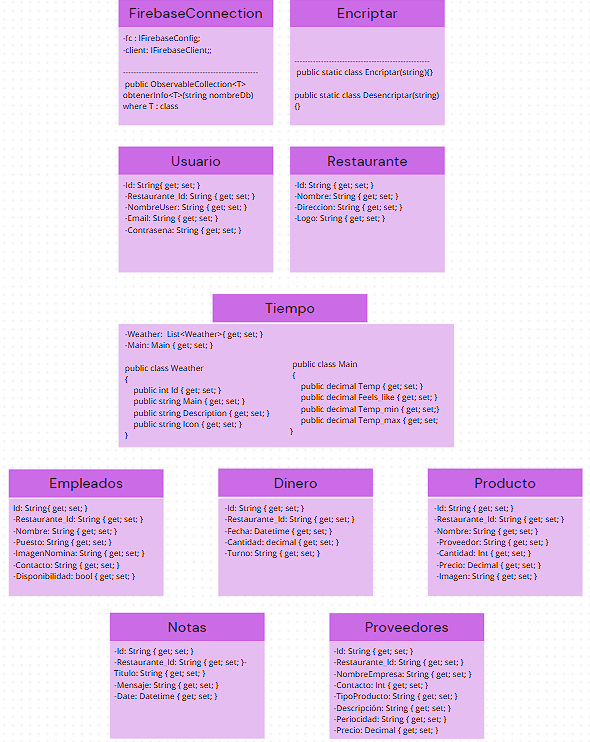 FirebaseConnection
-fc : IFirebaseConfig;
-client: IFirebaseClient;;
------------------------------------------------
public ObservableCollection<T>
obtenerInfo<T>(string nombreDb)
where T : class
Encriptar
------------------------------------------------
public static class Encriptar(string){}
public static class Desencriptar(string)
{}
Usuario
-Id: String{ get; set; }
-Restaurante_Id: String { get; set; }
-NombreUser: String { get; set; }
-Email: String { get; set; }
-Contrasena: String { get; set; }
Restaurante
-Id: String { get; set; }
-Nombre: String { get; set; }
-Direccion: String { get; set; }
-Logo: String { get; set; }
Tiempo
-Weather:  List<Weather>{ get; set; }
-Main: Main { get; set; }
public class Weather
{
public int Id { get; set; }
public string Main { get; set; }
public string Description { get; set; }
public string Icon { get; set; }
}
public class Main
{
public decimal Temp { get; set; }
public decimal Feels_like { get; set; }
public decimal Temp_min { get; set;}
public decimal Temp_max { get; set;
}
Empleados
Id: String{ get; set; }
-Restaurante_Id: String { get; set; }
-Nombre: String { get; set; }
-Puesto: String { get; set; }
-ImagenNomina: String { get; set; }
-Contacto: String { get; set; }
-Disponibilidad: bool { get; set; }
Dinero
-Id: String { get; set; }
-Restaurante_Id: String { get; set; }
-Fecha: Datetime { get; set; }
-Cantidad: decimal { get; set; }
-Turno: String { get; set; }
Producto
-Id: String { get; set; }
-Restaurante_Id: String { get; set; }
-Nombre: String { get; set; }
-Proveedor: String { get; set; }
-Cantidad: Int { get; set; }
-Precio: Decimal { get; set; }
-Imagen: String { get; set; }
Notas
-Id: String { get; set; }
-Restaurante_Id: String { get; set; }-
Titulo: String { get; set; }
-Mensaje: String { get; set; }
-Date: Datetime { get; set; }
Proveedores
-Id: String { get; set; }
-Restaurante_Id: String { get; set; }
-NombreEmpresa: String { get; set; }
-Contacto: Int { get; set; }
-TipoProducto: String { get; set; }
-Descripción: String { get; set; }
-Periocidad: String { get; set; }
-Precio: Decimal { get; set; }